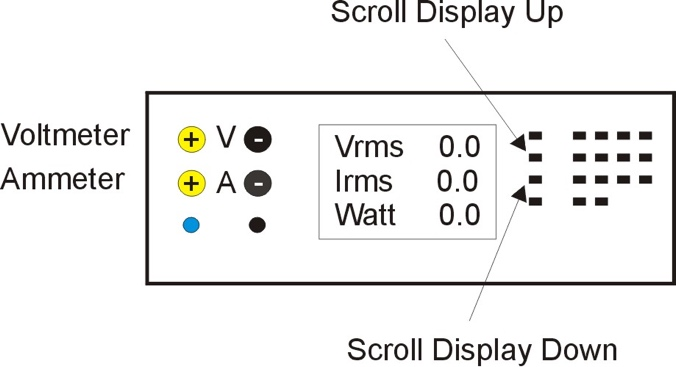 Scroll Display Up
Voltmeter + V -
Ammeter + A -
Vrms 0.0
Irms 0.0
Watt 0.0
Scroll Display Down